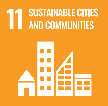 11 SUSTAINABLE CITIES
AND COMMUNITIES